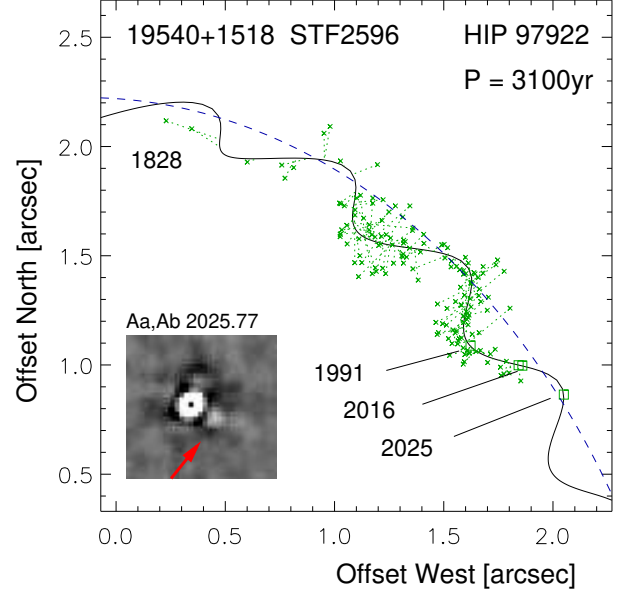 19540+1518 STF2596 HIP 97922
P = 3100yr
1828
Aa,Ab 2025.77
1991
2016
2025
Offset North [arcsec]
2.5
2.0
1.5
1.0
0.5
0.0 0.5 1.0 1.5 2.0
Offset West [arcsec]